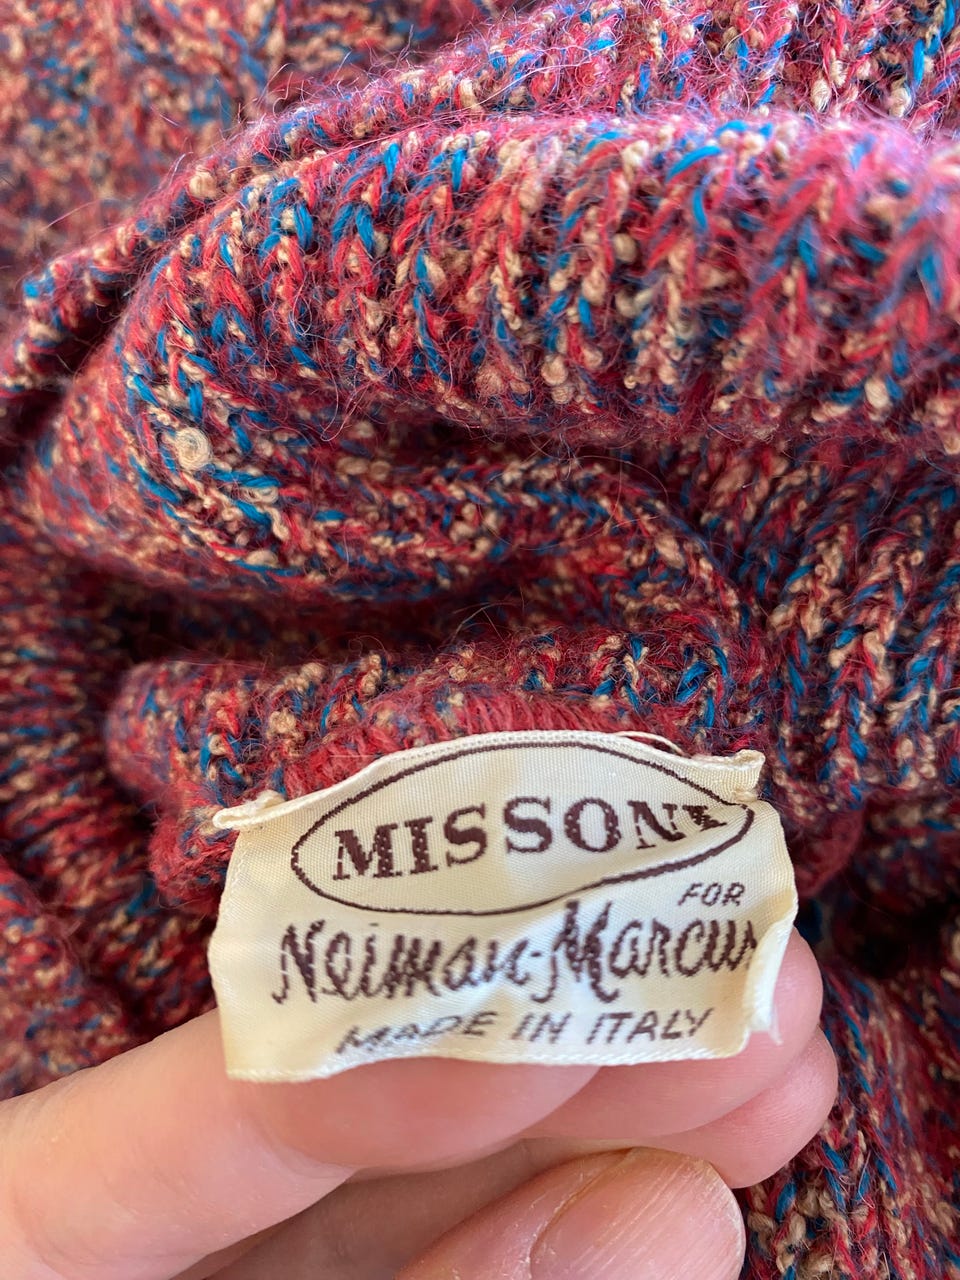 MISSONI
FOR
Neiman-Marcus
MADE IN ITALY